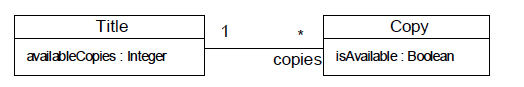 Title
availableCopies : Integer
1
*
copies
Copy
isAvailable : Boolean